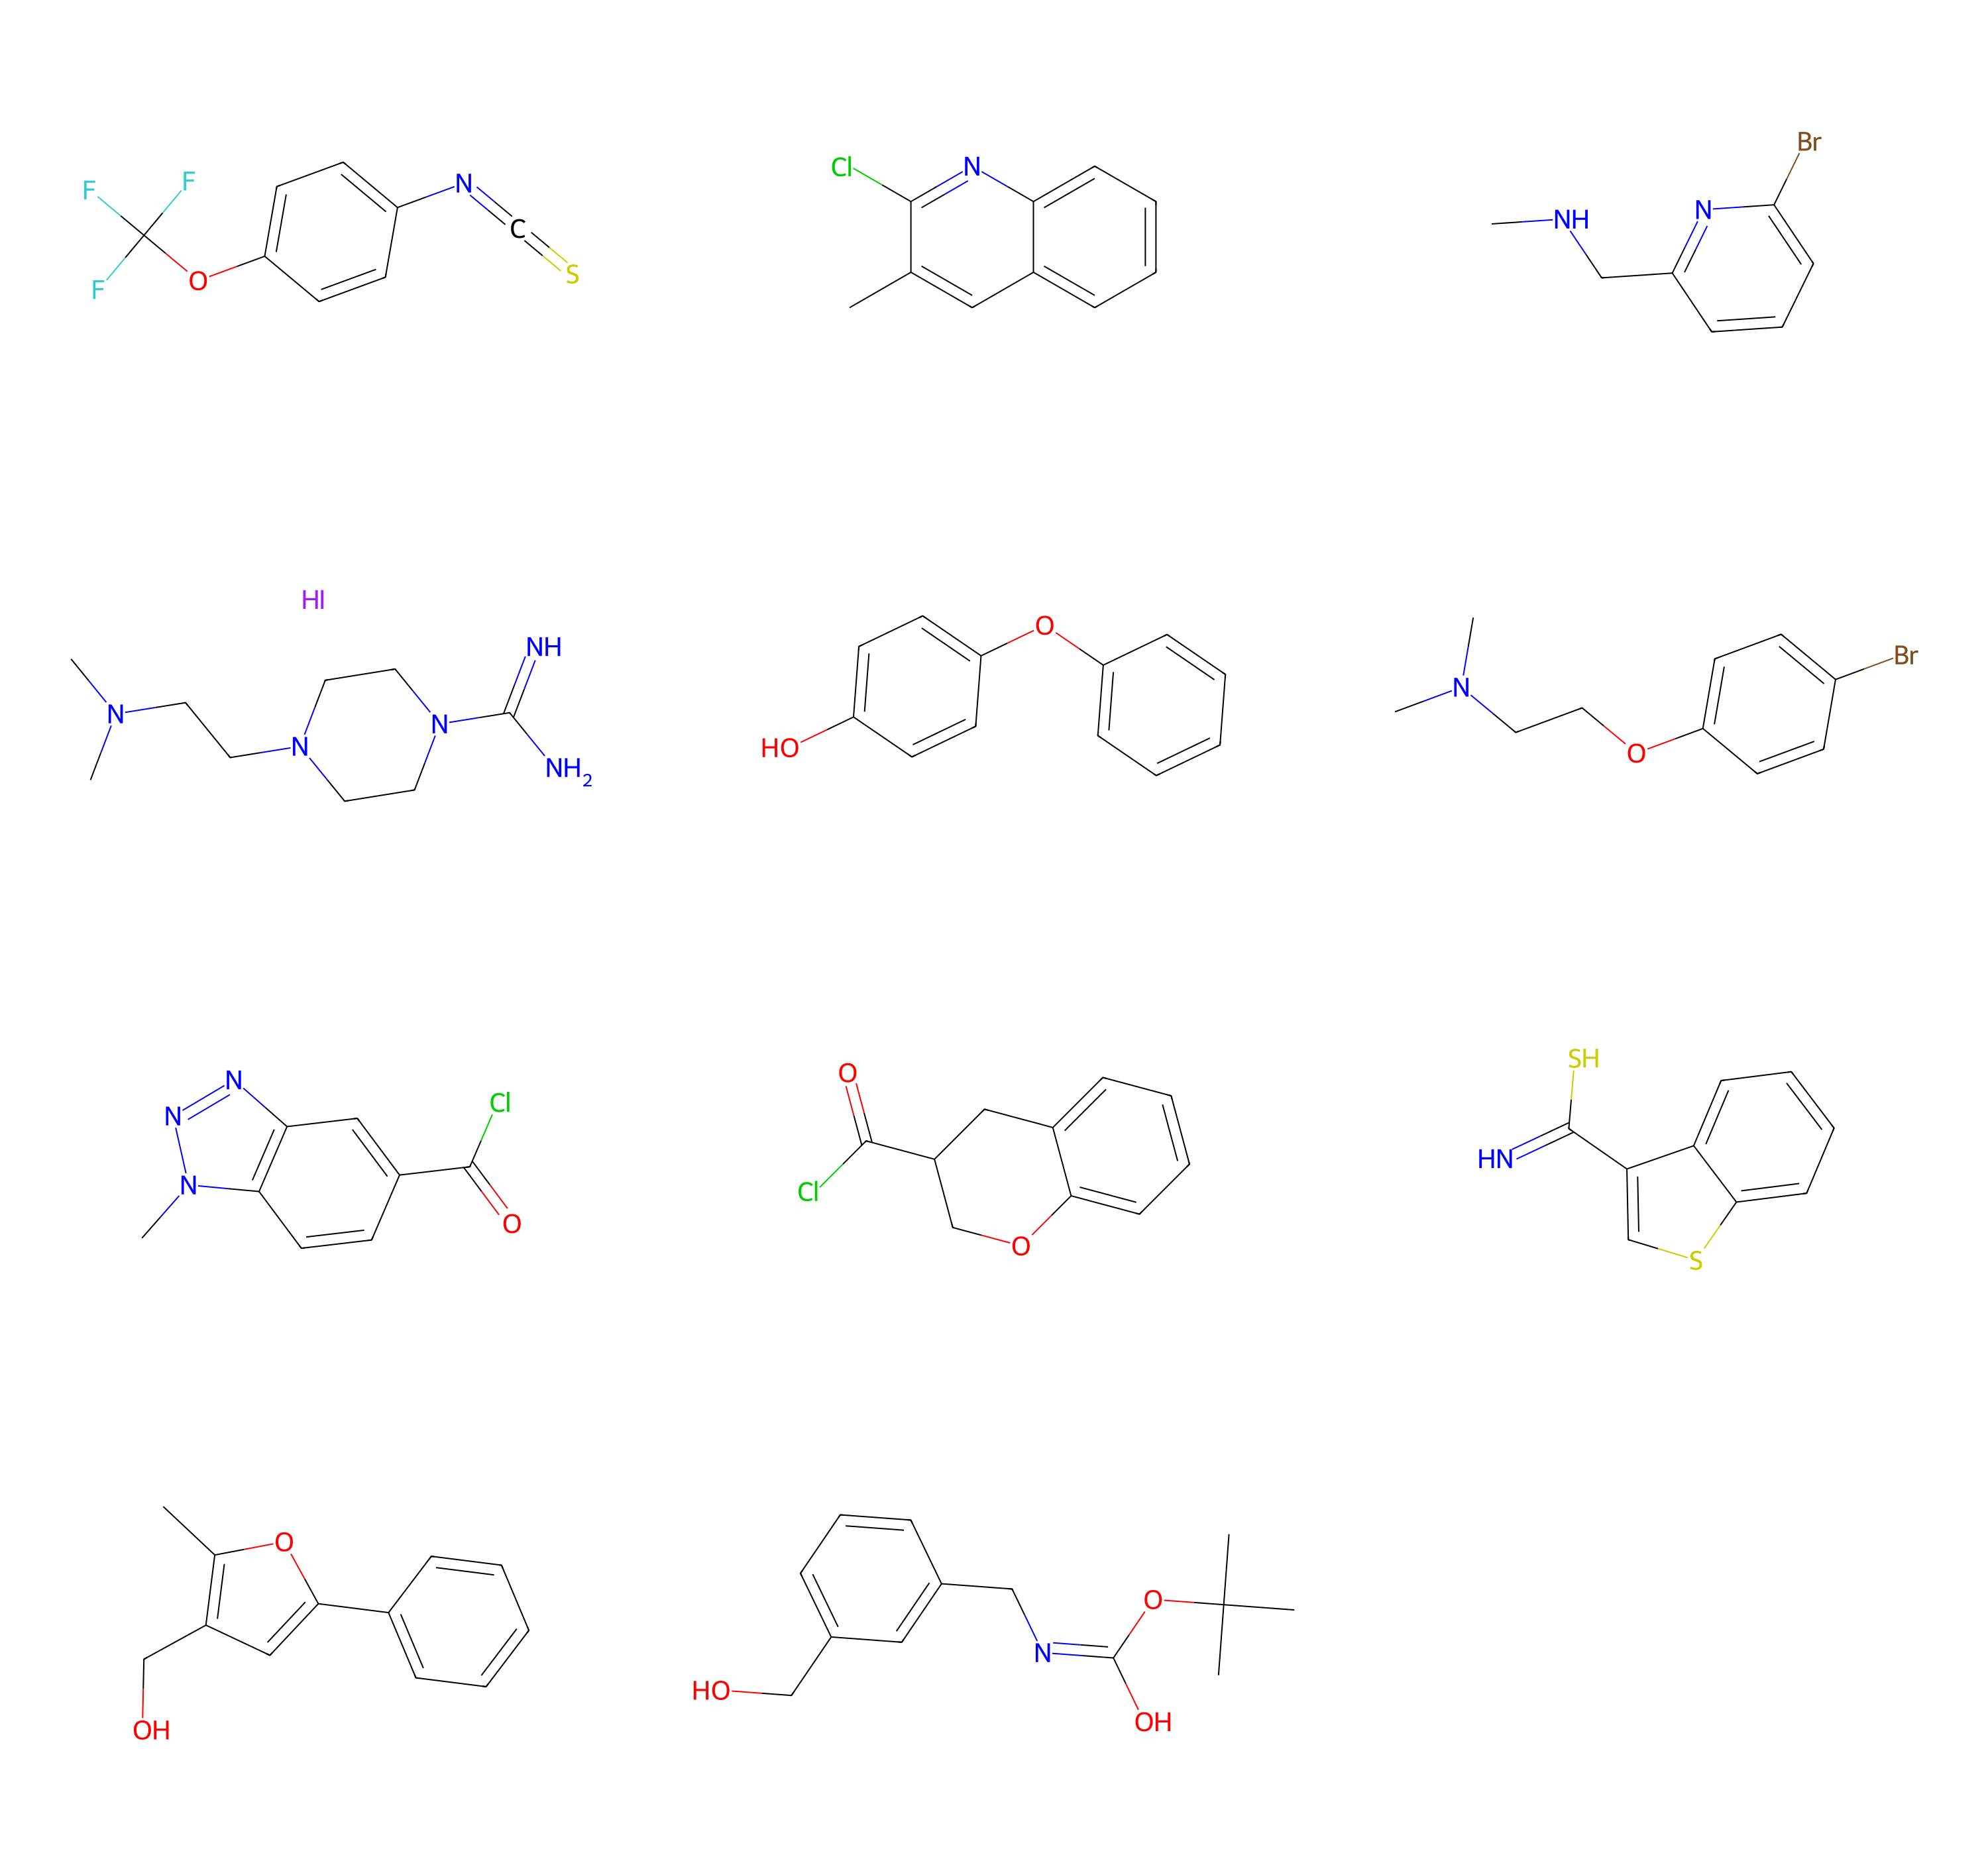 F F N C S O F
Cl N
Br NH N
HI NH N N N NH2
O HO
N O Br
N N N Cl O
O Cl O
SH HN S
O OH
O N HO OH